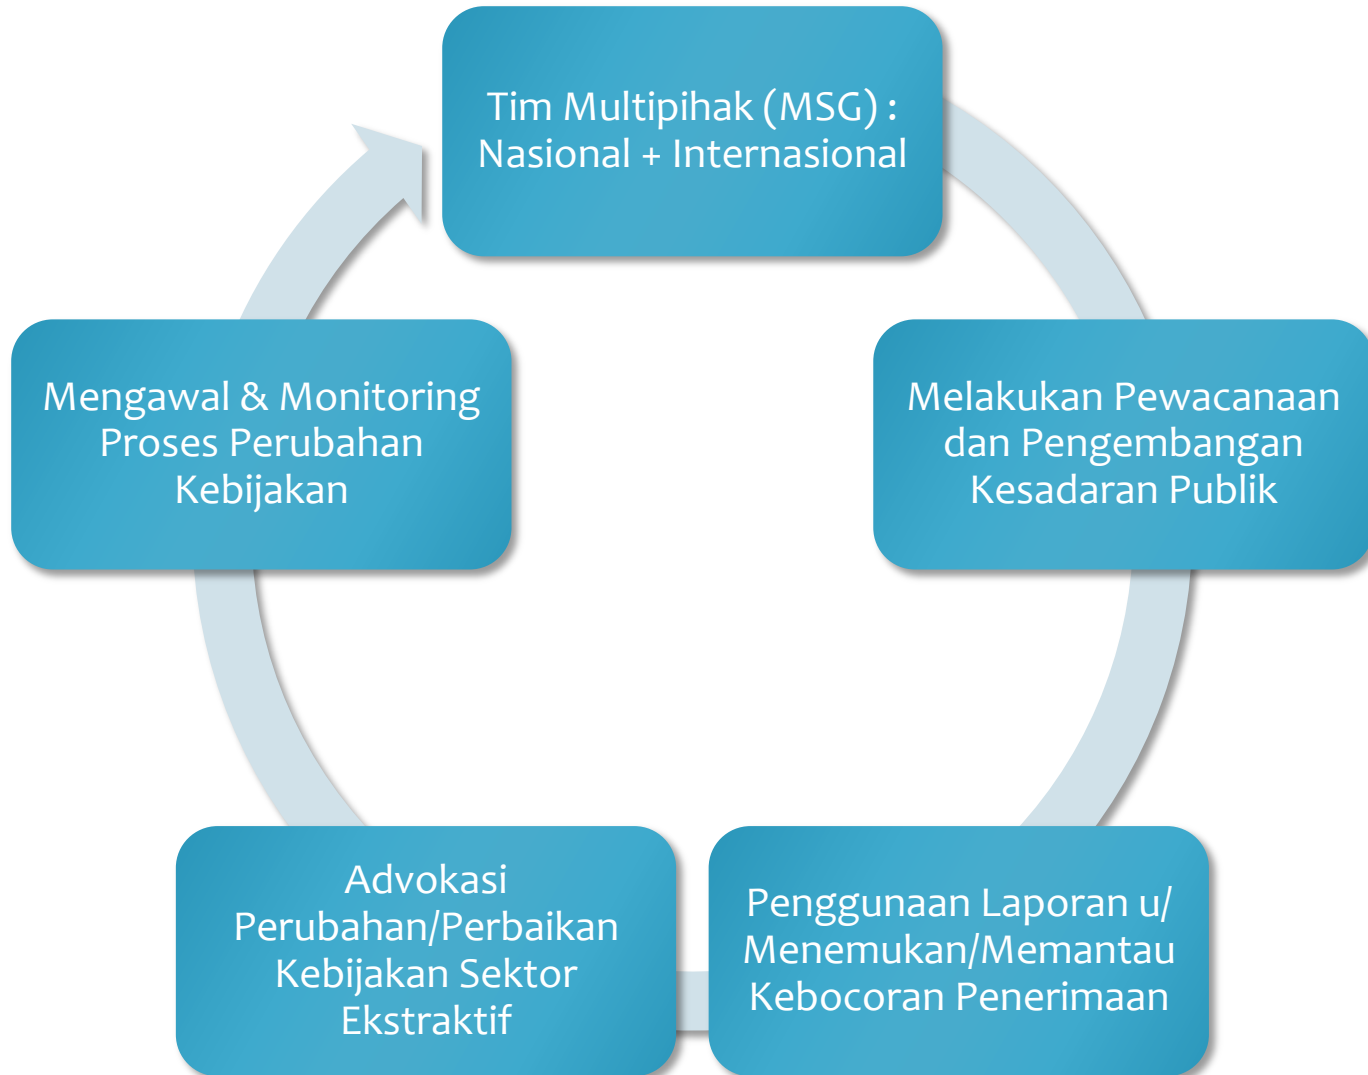 Tim Multipihak (MSG) :
Nasional + Internasional
Melakukan Pewacanaan
dan Pengembangan
Kesadaran Publik
Penggunaan Laporan u/
Menemukan/Memantau
Kebocoran Penerimaan
Advokasi
Perubahan/Perbaikan
Kebijakan Sektor
Ekstraktif
Mengawal & Monitoring
Proses Perubahan
Kebijakan